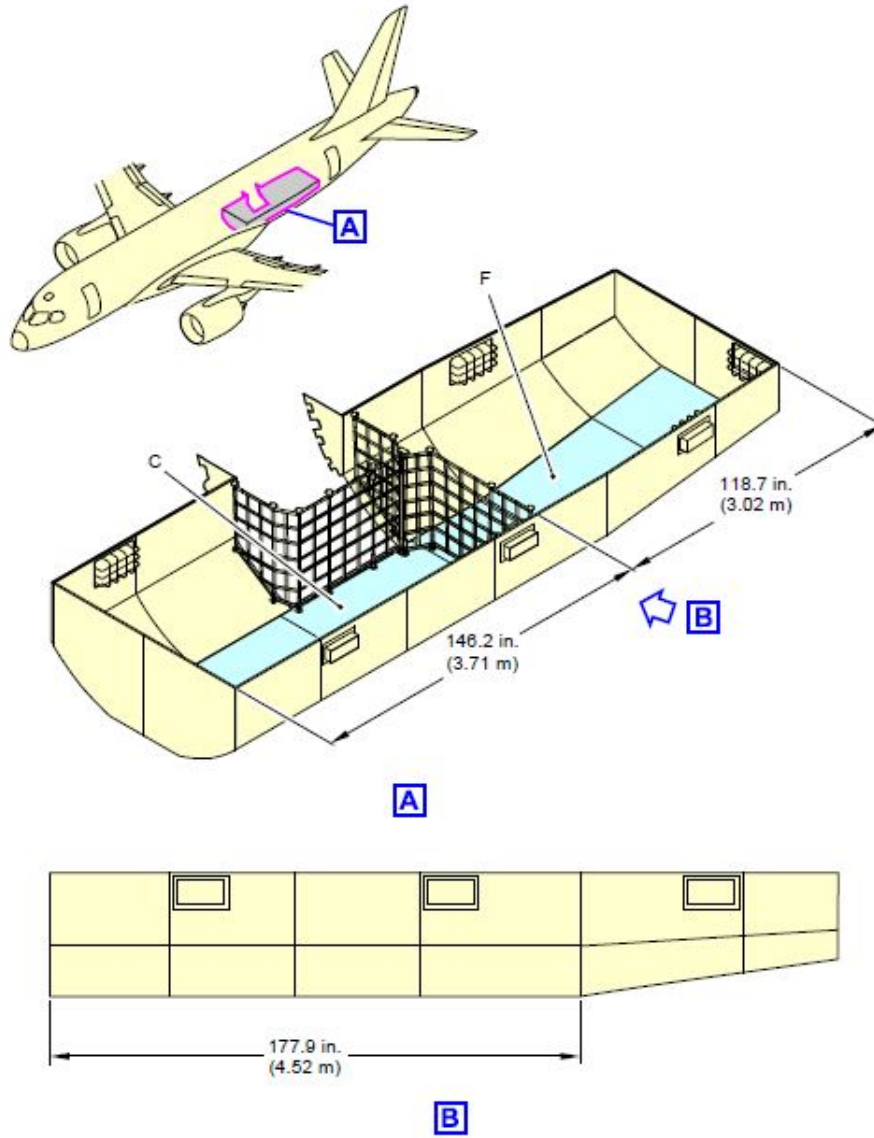 A
F
C
118.7 in.
(3.02 m)
B
146.2 in.
(3.71 m)
A
177.9 in.
(4.52 m)
B